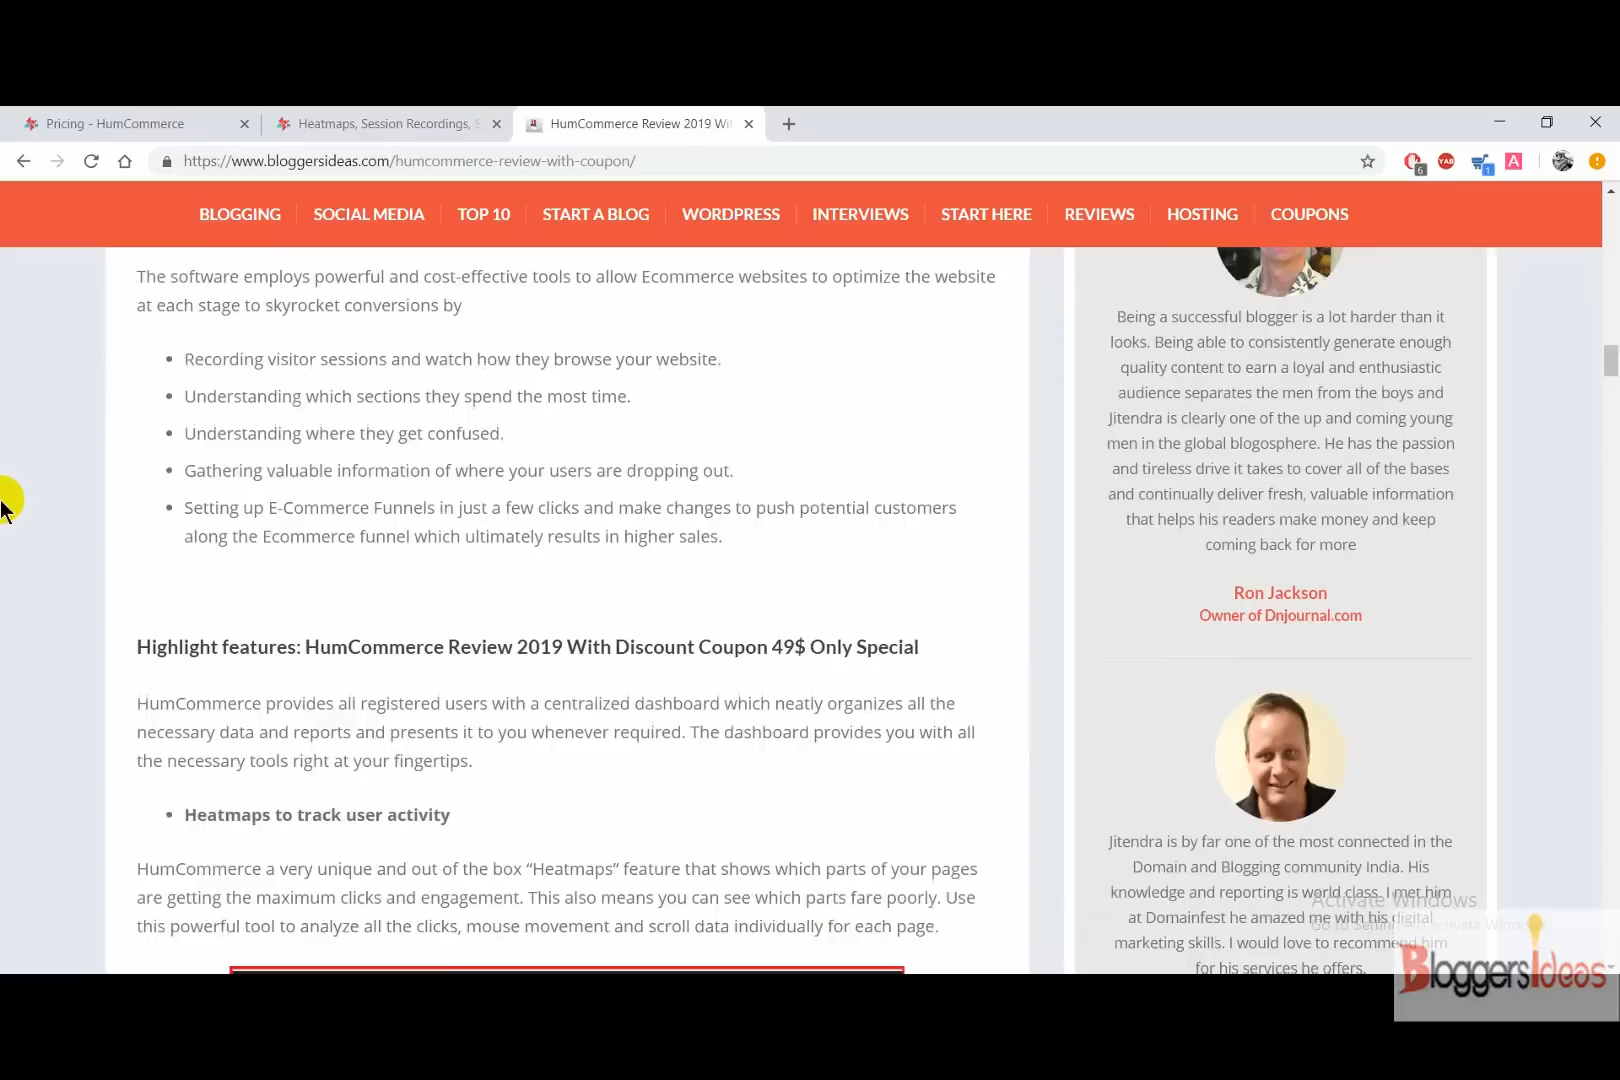 Pricing - HumCommerce
Heatmaps, Session Recordings, S
HumCommerce Review 2019 Wit
https://www.bloggersideas.com/humcommerce-review-with-coupon/
6
YAB
1
A
BLOGGING SOCIAL MEDIA TOP 10 START A BLOG WORDPRESS INTERVIEWS START HERE REVIEWS HOSTING COUPONS
The software employs powerful and cost-effective tools to allow Ecommerce websites to optimize the website
at each stage to skyrocket conversions by
• Recording visitor sessions and watch how they browse your website.
• Understanding which sections they spend the most time.
• Understanding where they get confused.
• Gathering valuable information of where your users are dropping out.
• Setting up E-Commerce Funnels in just a few clicks and make changes to push potential customers
along the Ecommerce funnel which ultimately results in higher sales.
Highlight features: HumCommerce Review 2019 With Discount Coupon 49$ Only Special
HumCommerce provides all registered users with a centralized dashboard which neatly organizes all the
necessary data and reports and presents it to you whenever required. The dashboard provides you with all
the necessary tools right at your fingertips.
• Heatmaps to track user activity
HumCommerce a very unique and out of the box “Heatmaps” feature that shows which parts of your pages
are getting the maximum clicks and engagement. This also means you can see which parts fare poorly. Use
this powerful tool to analyze all the clicks, mouse movement and scroll data individually for each page.
Being a successful blogger is a lot harder than it
looks. Being able to consistently generate enough
quality content to earn a loyal and enthusiastic
audience separates the men from the boys and
Jitendra is clearly one of the up and coming young
men in the global blogosphere. He has the passion
and tireless drive it takes to cover all of the bases
and continually deliver fresh, valuable information
that helps his readers make money and keep
coming back for more
Ron Jackson
Owner of Dnjournal.com
Jitendra is by far one of the most connected in the
Domain and Blogging community India. His
knowledge and reporting is world class. I met him
at Domainfest he amazed me with his digital
marketing skills. I would love to recommend him
for his services he offers.
Activate Windows
Go to Settings to activate Windows.
BloggersIdeas